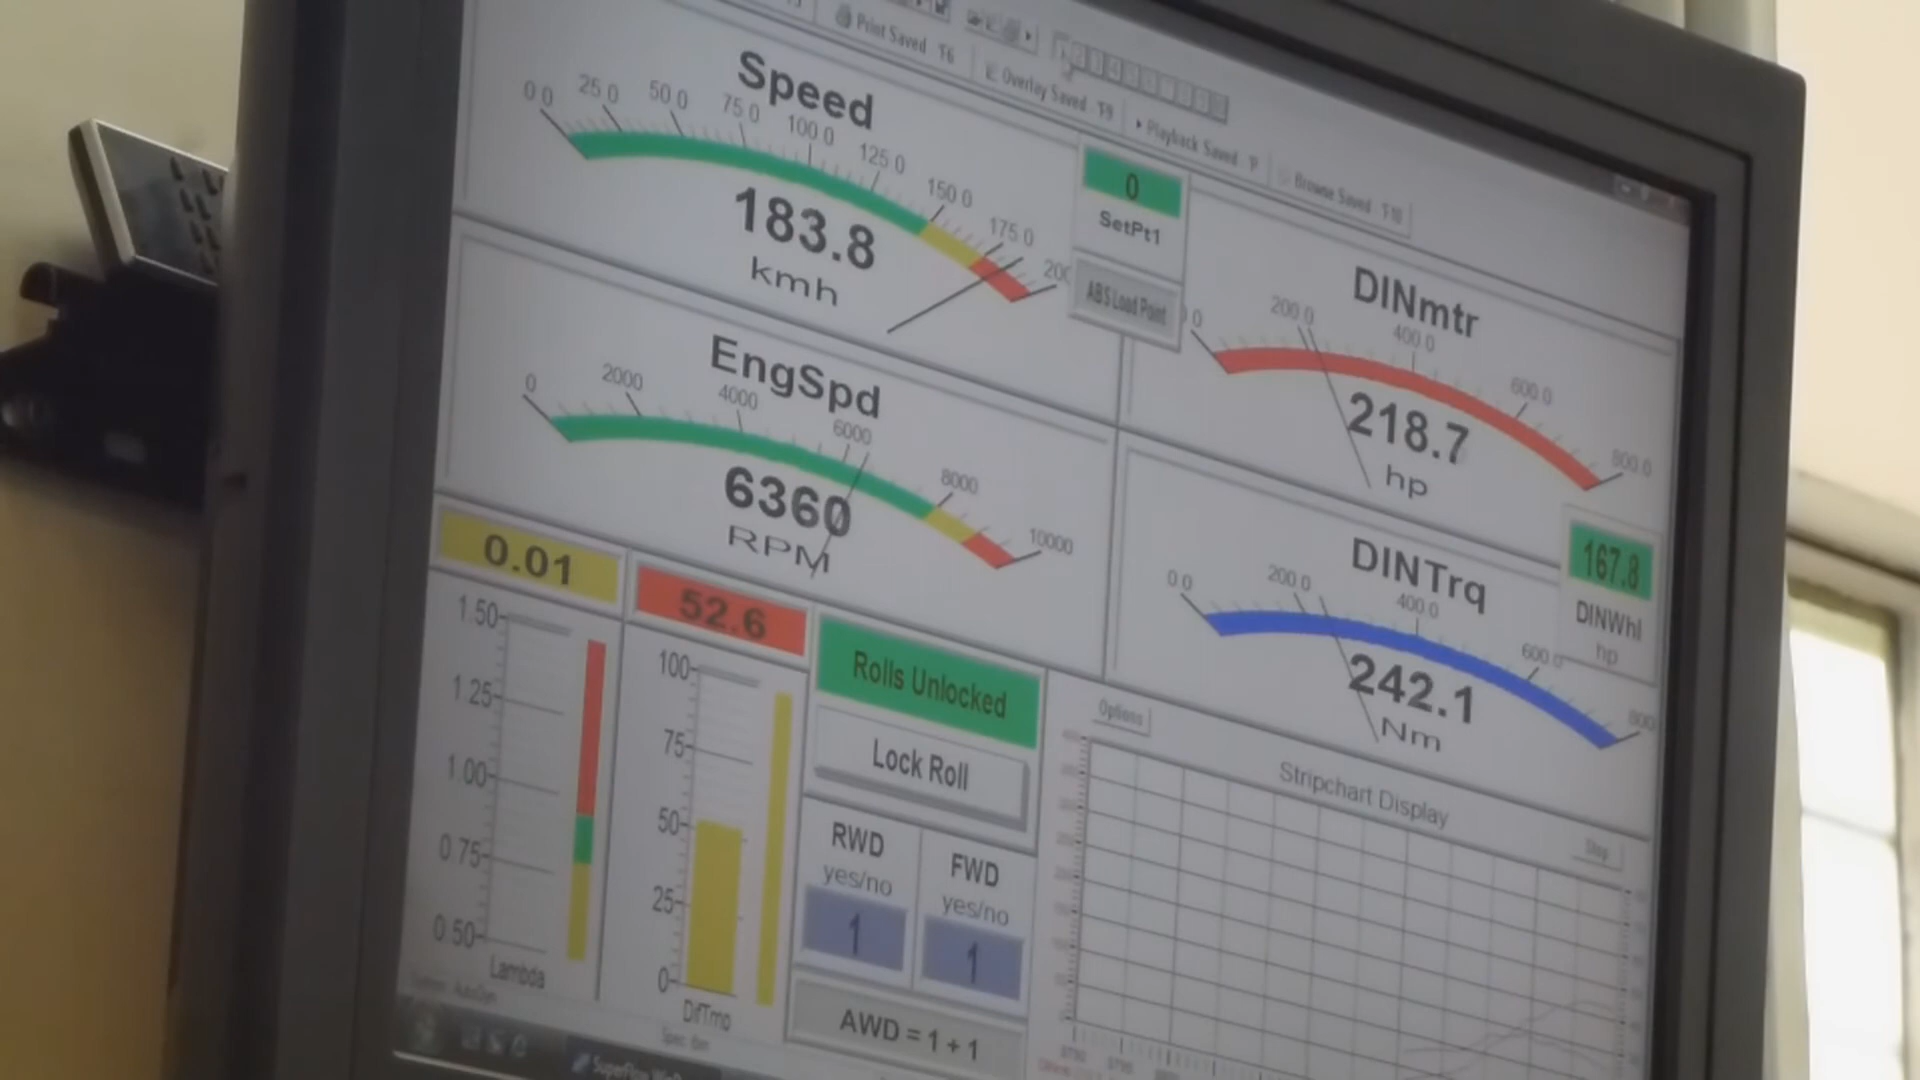 Print Saved
Overlay Saved
Playback Saved
Browse Saved
Speed
0 0
25 0
50 0
75 0
100 0
125 0
150 0
175 0
200
183.8
kmh
0
SetPt1
ABS Load Point
DINmtr
0
200 0
400 0
600 0
800 0
218.7
hp
EngSpd
0
2000
4000
6000
8000
10000
6360
RPM
DINTrq
0 0
200 0
400 0
600 0
800
242.1
Nm
167.8
DINWhl
hp
0.01
1.50
1 25
1 00
0 75
0 50
Lambda
52.6
100
75
50
25
0
DifTmp
Rolls Unlocked
Lock Roll
RWD
yes/no
1
FWD
yes/no
1
AWD = 1 + 1
Options
Stripchart Display
Stop
SuperFlow